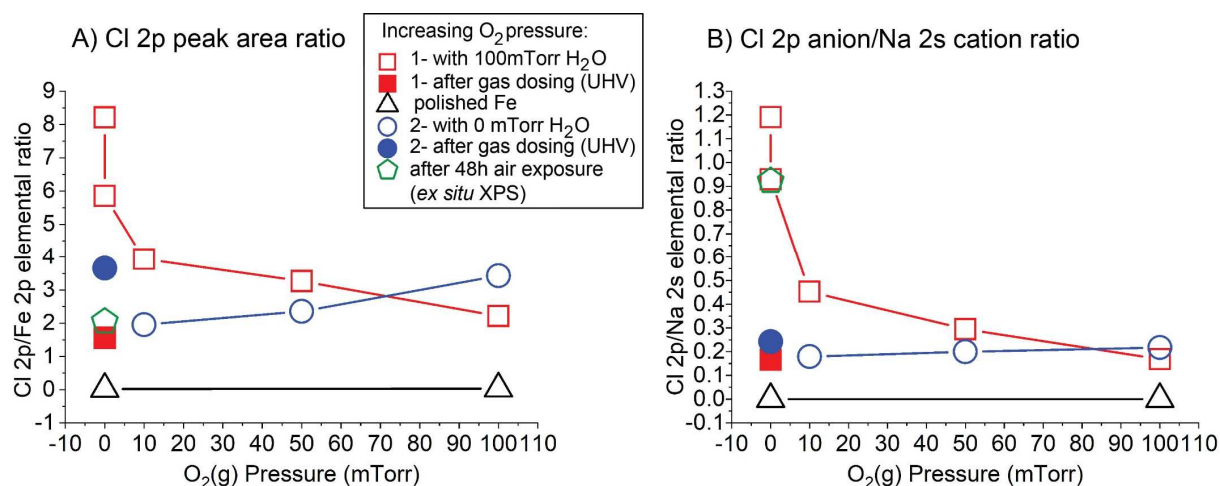 A) Cl 2p peak area ratio
Increasing O₂ pressure:
1- with 100mTorr H₂O
1- after gas dosing (UHV)
polished Fe
2- with 0 mTorr H₂O
2- after gas dosing (UHV)
after 48h air exposure
(ex situ XPS)
B) Cl 2p anion/Na 2s cation ratio
Cl 2p/Fe 2p elemental ratio
9
8
7
6
5
4
3
2
1
0
-1
-10 0 10 20 30 40 50 60 70 80 90 100 110
O₂(g) Pressure (mTorr)
Cl 2p/Na 2s elemental ratio
1.3
1.2
1.1
1.0
0.9
0.8
0.7
0.6
0.5
0.4
0.3
0.2
0.1
0.0
-0.1
-10 0 10 20 30 40 50 60 70 80 90 100 110
O₂(g) Pressure (mTorr)